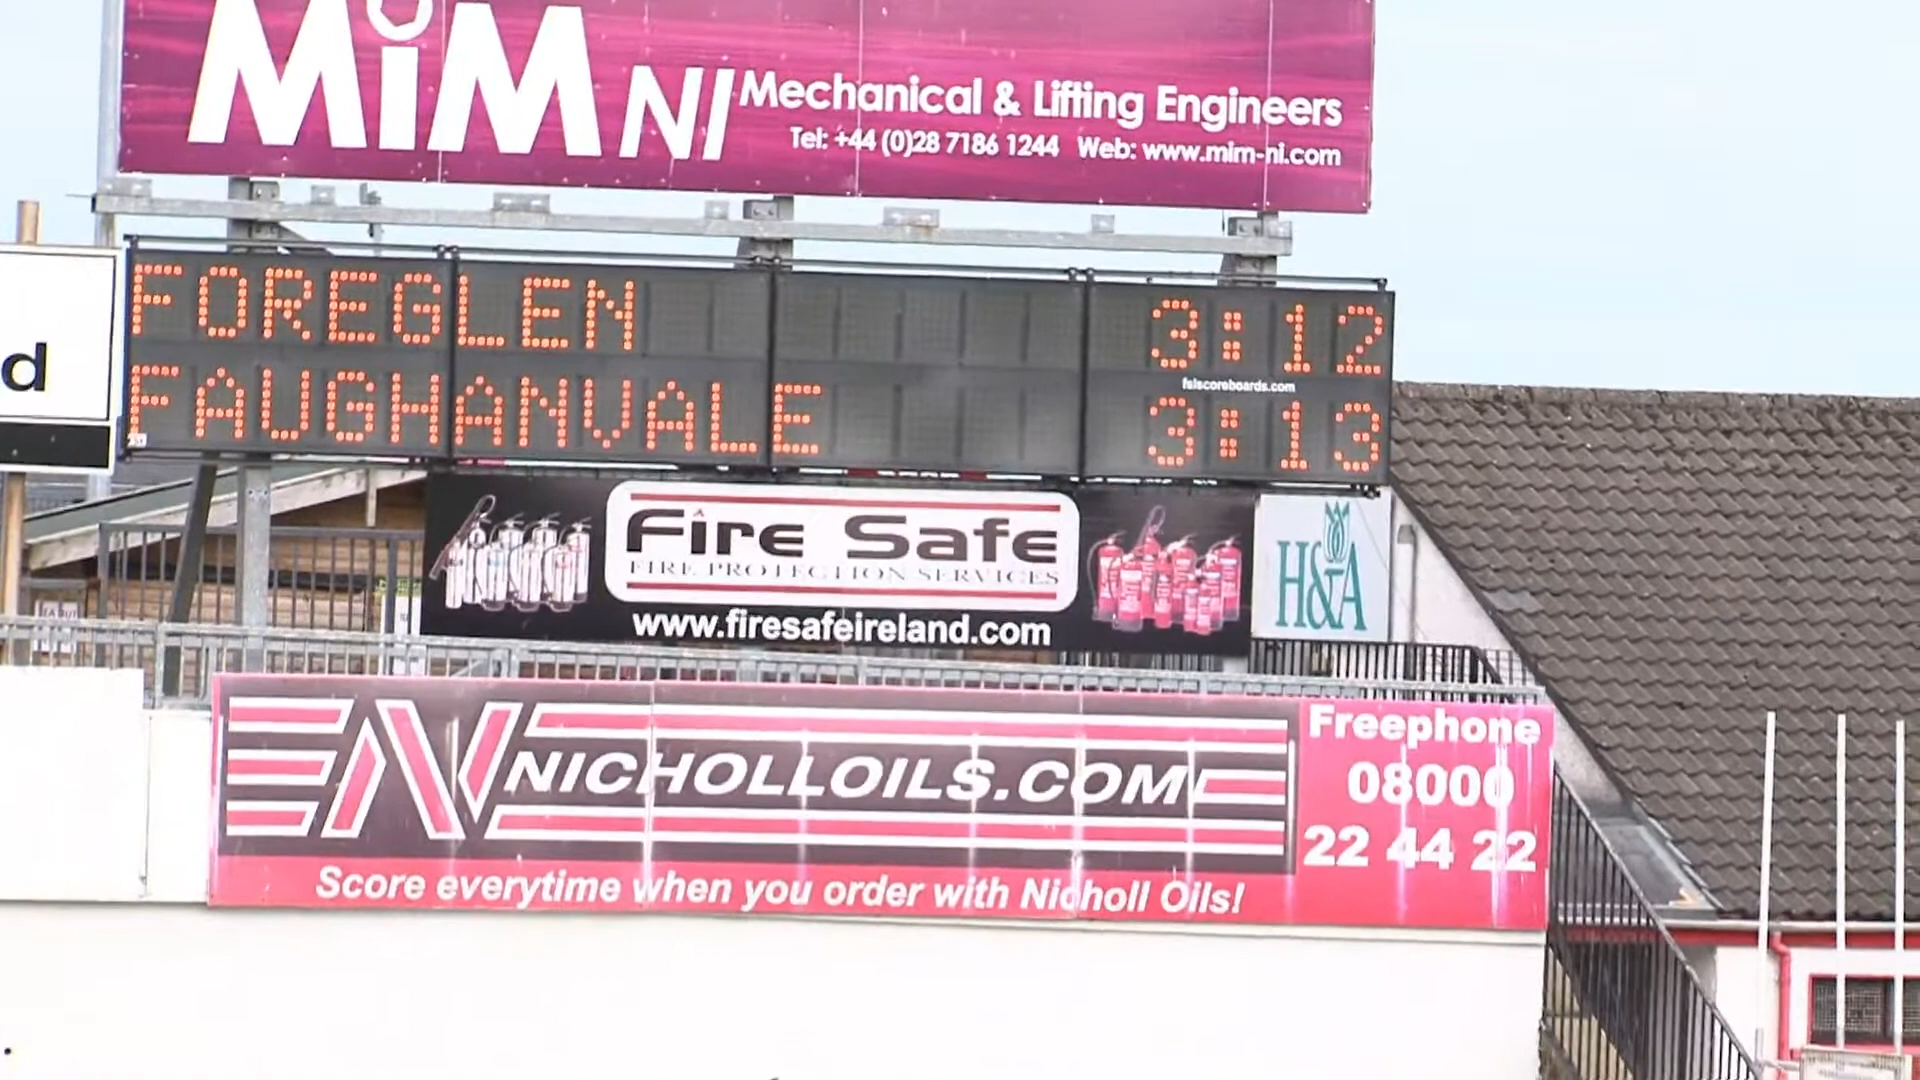 MiM NI Mechanical & Lifting Engineers
Tel: +44 (0)28 7186 1244 Web: www.mim-ni.com
d
FOREGLEN 3:12
fslscoreboards.com
FAUGHANVALE 3:13
Fire Safe
FIRE PROTECTION SERVICES
www.firesafeireland.com
H&A
NICHOLLOILS.COM
Score everytime when you order with Nicholl Oils!
Freephone
08000
22 44 22